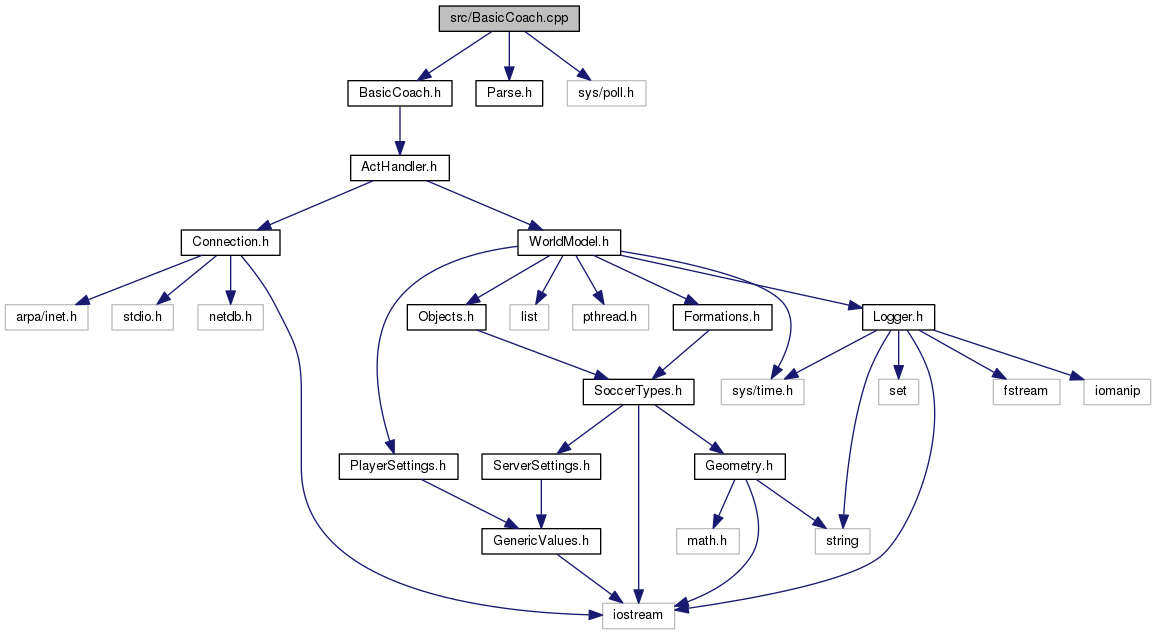 src/BasicCoach.cpp
BasicCoach.h
Parse.h
sys/poll.h
ActHandler.h
Connection.h
WorldModel.h
arpa/inet.h
stdio.h
netdb.h
Objects.h
list
pthread.h
Formations.h
Logger.h
SoccerTypes.h
sys/time.h
set
fstream
iomanip
PlayerSettings.h
ServerSettings.h
Geometry.h
GenericValues.h
math.h
string
iostream